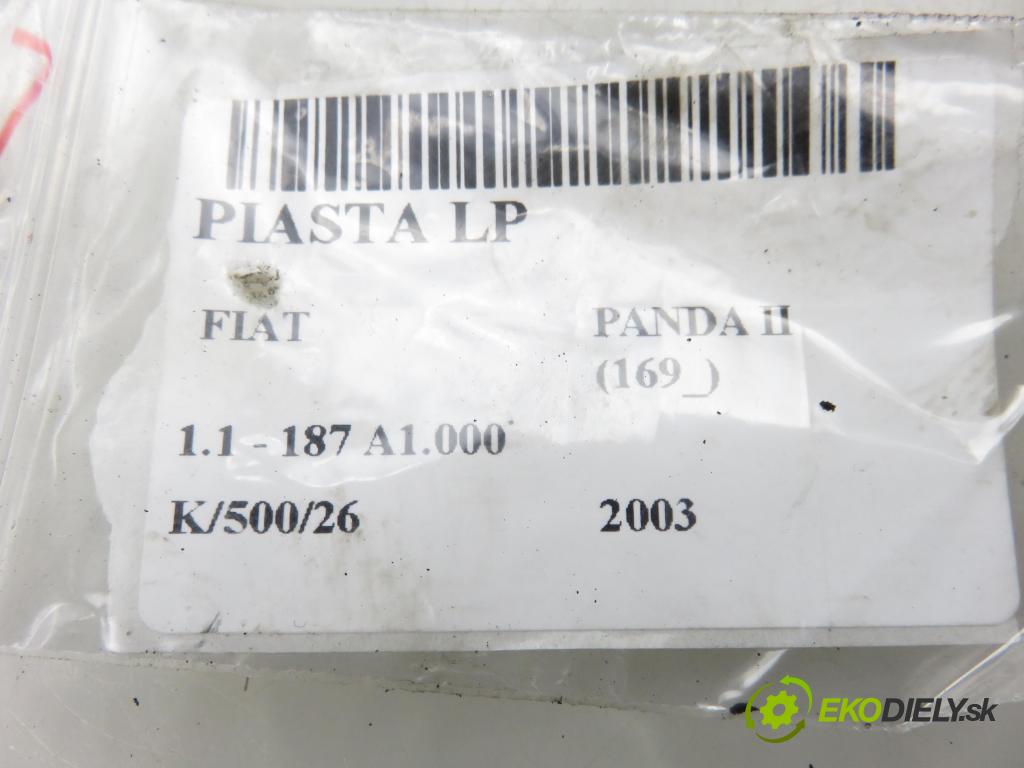 PIASTA LP
FIAT PANDA II
(169_)
1.1 - 187 A1.000
K/500/26 2003
EKODIELY.sk